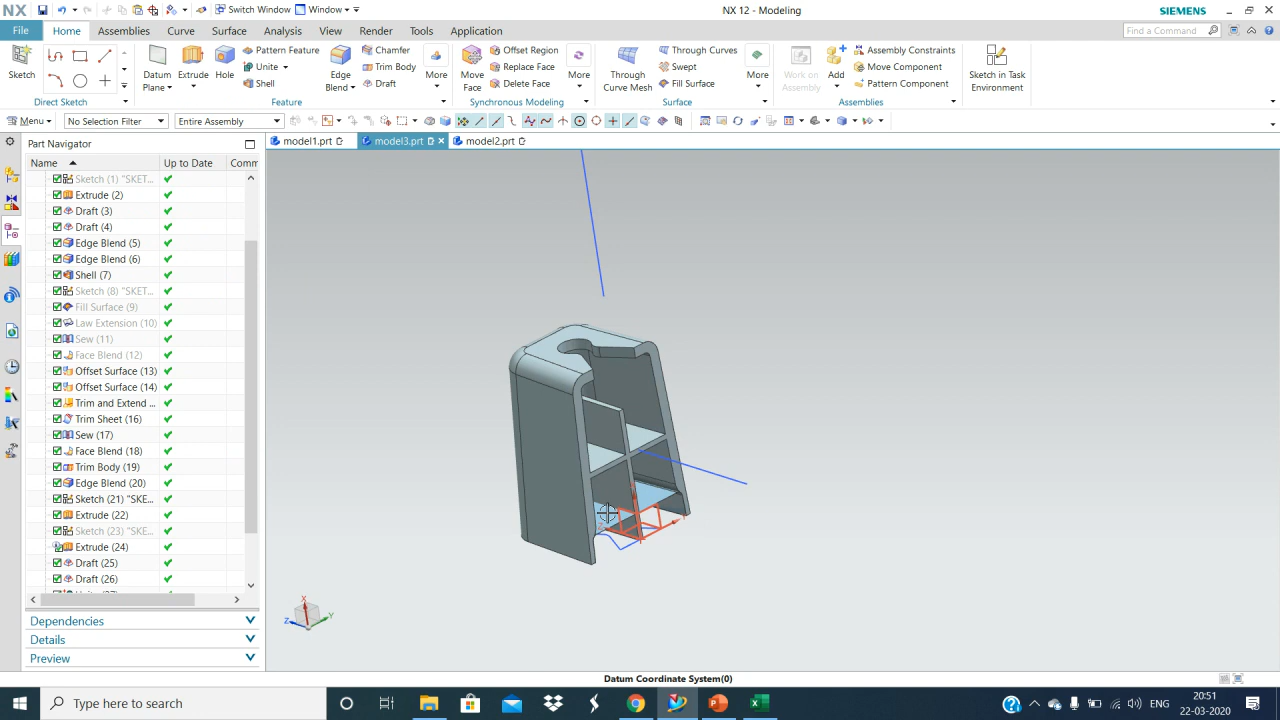 NX
Switch Window
Window
NX 12 - Modeling
SIEMENS
File
Home
Assemblies
Curve
Surface
Analysis
View
Render
Tools
Application
Find a Command
Sketch
Direct Sketch
Datum Plane
Extrude
Hole
Pattern Feature
Unite
Shell
Edge Blend
Chamfer
Trim Body
Draft
More
Feature
Move Face
Offset Region
Replace Face
Delete Face
More
Synchronous Modeling
Through Curve Mesh
Through Curves
Swept
Fill Surface
More
Surface
Work on Assembly
Add
Assembly Constraints
Move Component
Pattern Component
Assemblies
Sketch in Task Environment
Menu
No Selection Filter
Entire Assembly
Part Navigator
model1.prt
model3.prt
model2.prt
Name
Up to Date
Comm
Sketch (1) "SKET...
Extrude (2)
Draft (3)
Draft (4)
Edge Blend (5)
Edge Blend (6)
Shell (7)
Sketch (8) "SKET...
Fill Surface (9)
Law Extension (10)
Sew (11)
Face Blend (12)
Offset Surface (13)
Offset Surface (14)
Trim and Extend ...
Trim Sheet (16)
Sew (17)
Face Blend (18)
Trim Body (19)
Edge Blend (20)
Sketch (21) "SKE...
Extrude (22)
Sketch (23) "SKE...
Extrude (24)
Draft (25)
Draft (26)
Dependencies
Details
Preview
X
Y
Z
Datum Coordinate System(0)
Type here to search
ENG
20:51
22-03-2020